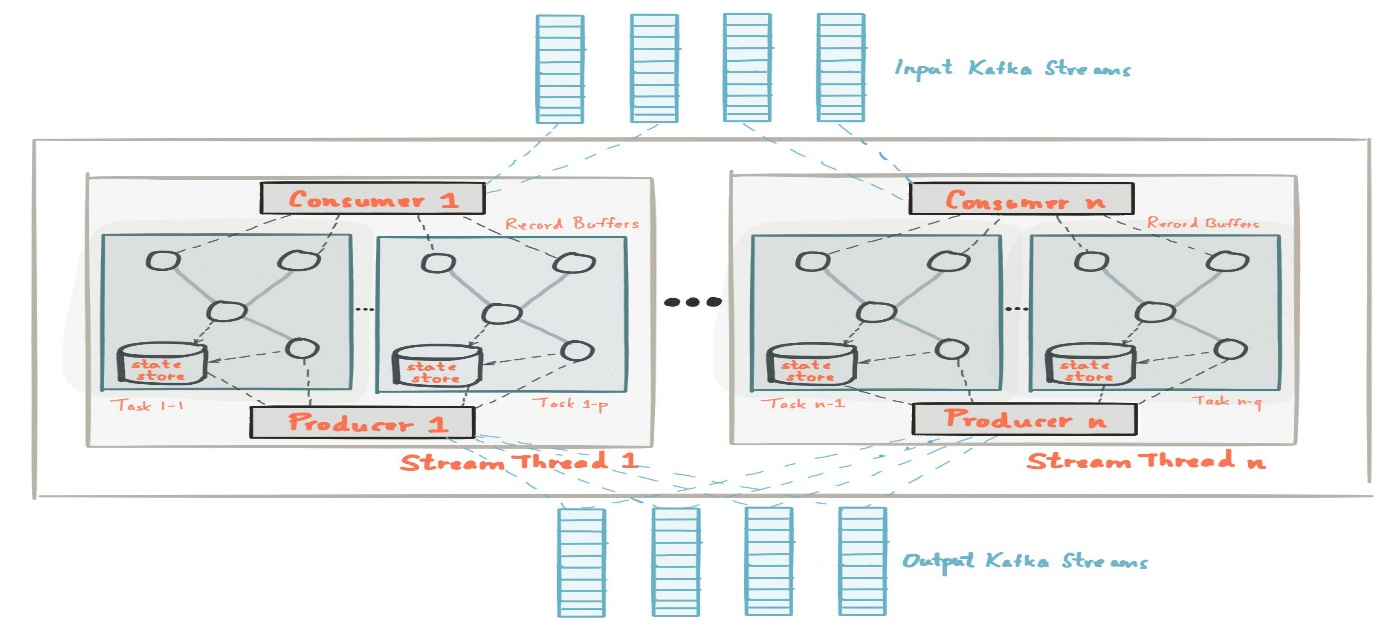 Input Kafka Streams
Consumer 1
Consumer n
Record Buffers
Record Buffers
state
store
state
store
state
store
state
store
Task 1-1
Task 1-p
Task n-1
Task n-q
Producer 1
Producer n
Stream Thread 1
Stream Thread n
Output Kafka Streams